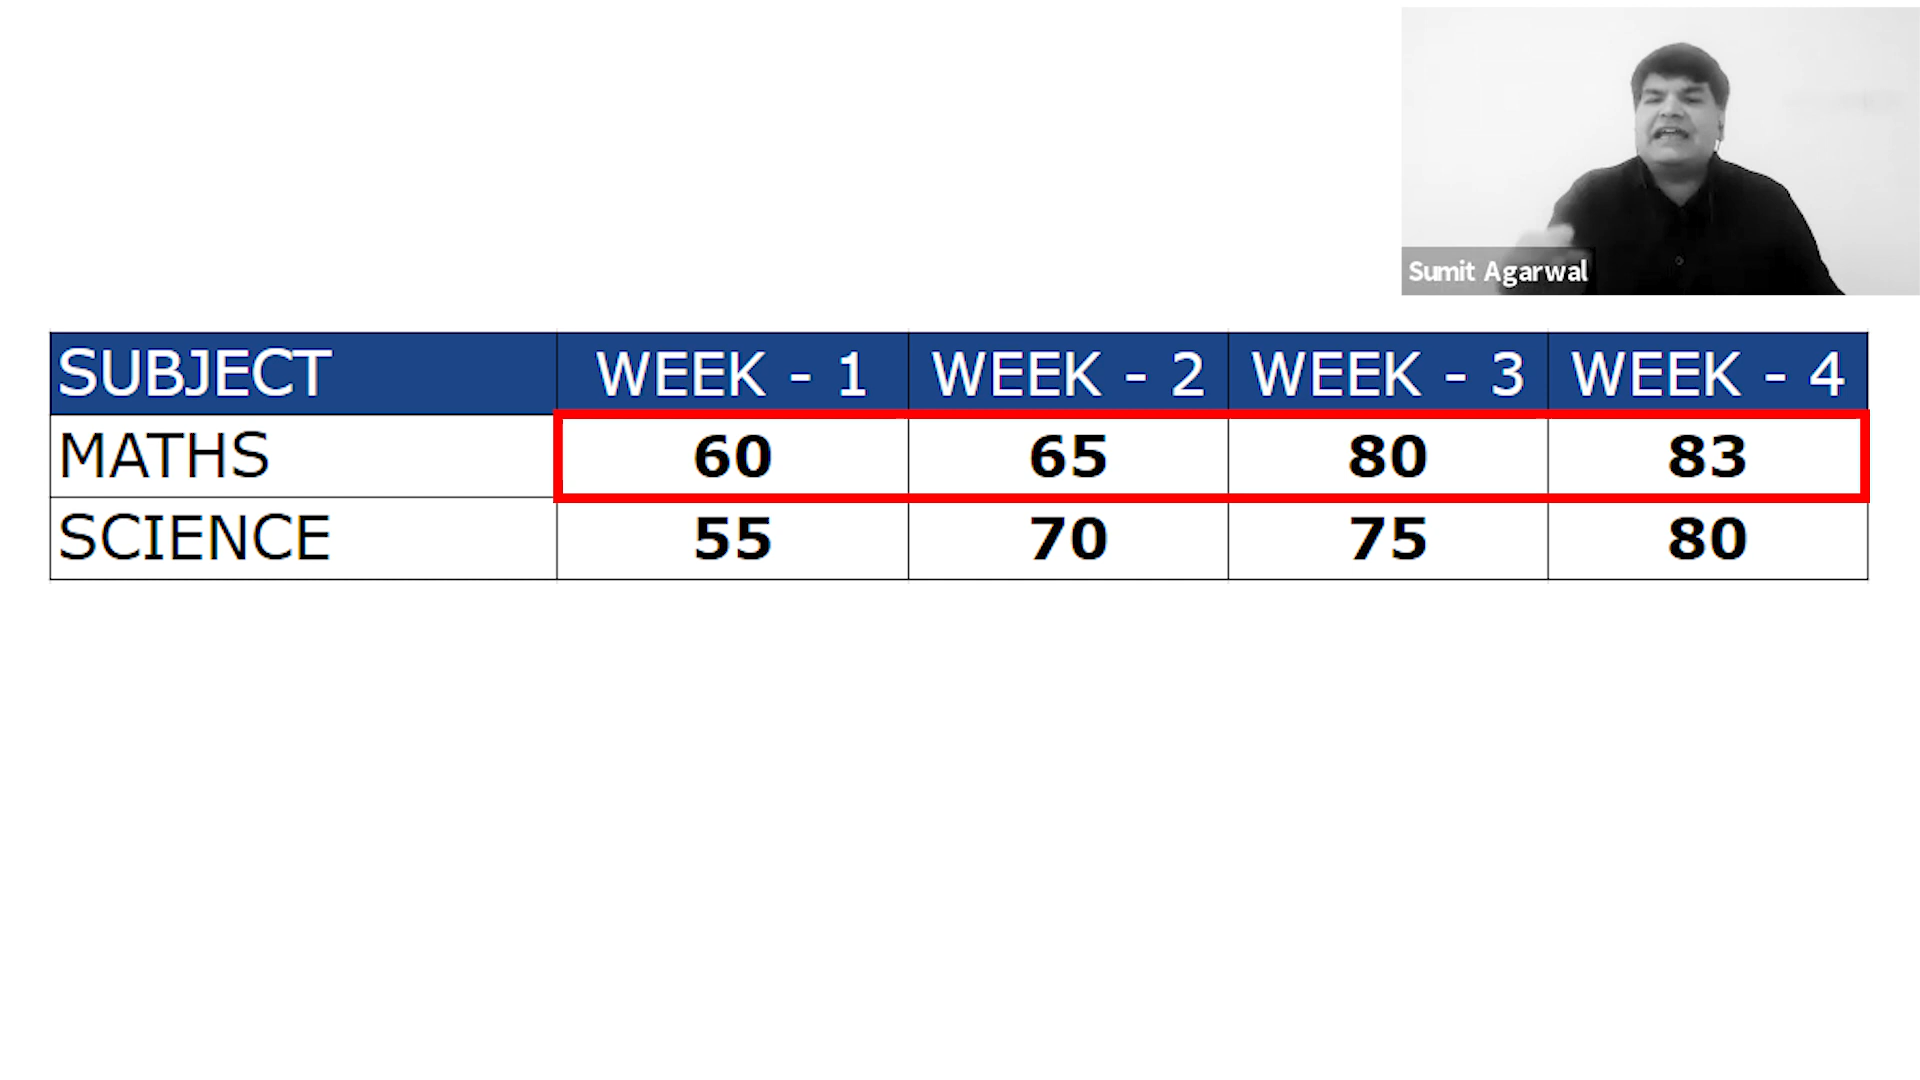 Sumit Agarwal
SUBJECT WEEK - 1 WEEK - 2 WEEK - 3 WEEK - 4
MATHS 60 65 80 83
SCIENCE 55 70 75 80